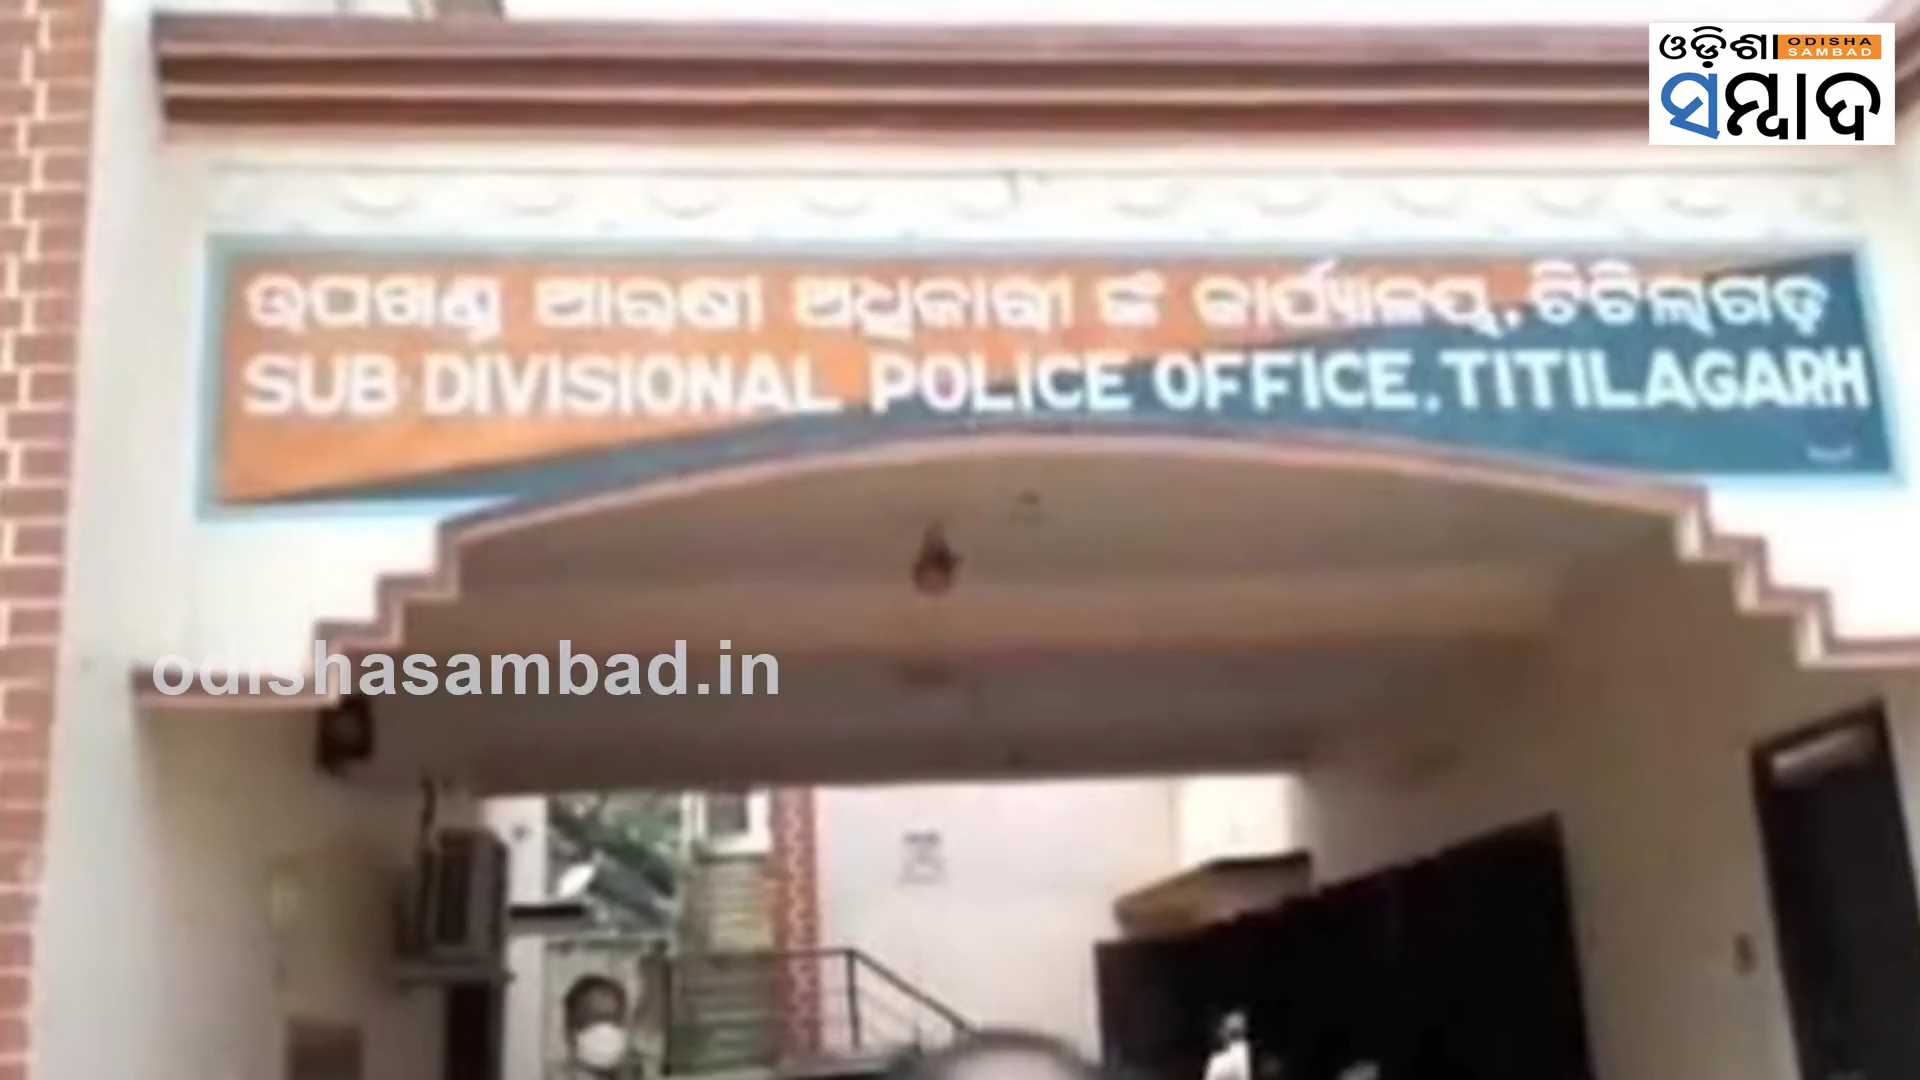 ଓଡ଼ିଶା ODISHA
SAMBAD
ସମ୍ବାଦ
ଉପଖଣ୍ଡ ଆରକ୍ଷୀ ଅଧିକାରୀ ଙ୍କ କାର୍ଯ୍ୟାଳୟ, ଟିଟିଲାଗଡ଼
SUB DIVISIONAL POLICE OFFICE, TITILAGARH
odishasambad.in